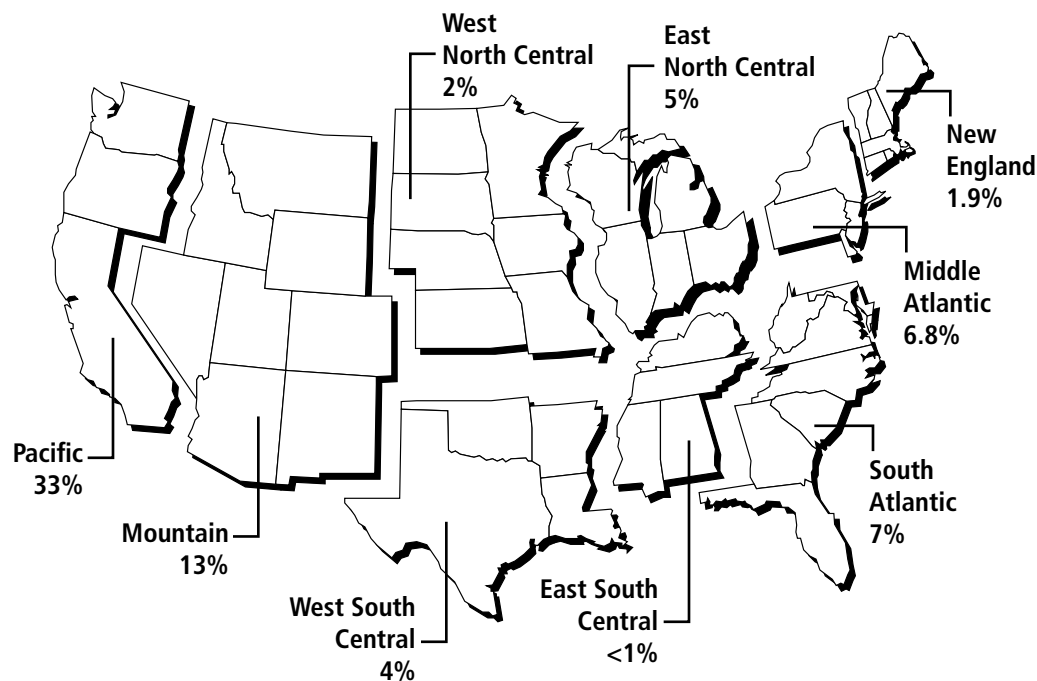 West
North Central
2%
East
North Central
5%
New
England
1.9%
Middle
Atlantic
6.8%
Pacific
33%
South
Atlantic
7%
Mountain
13%
West South
Central
4%
East South
Central
<1%